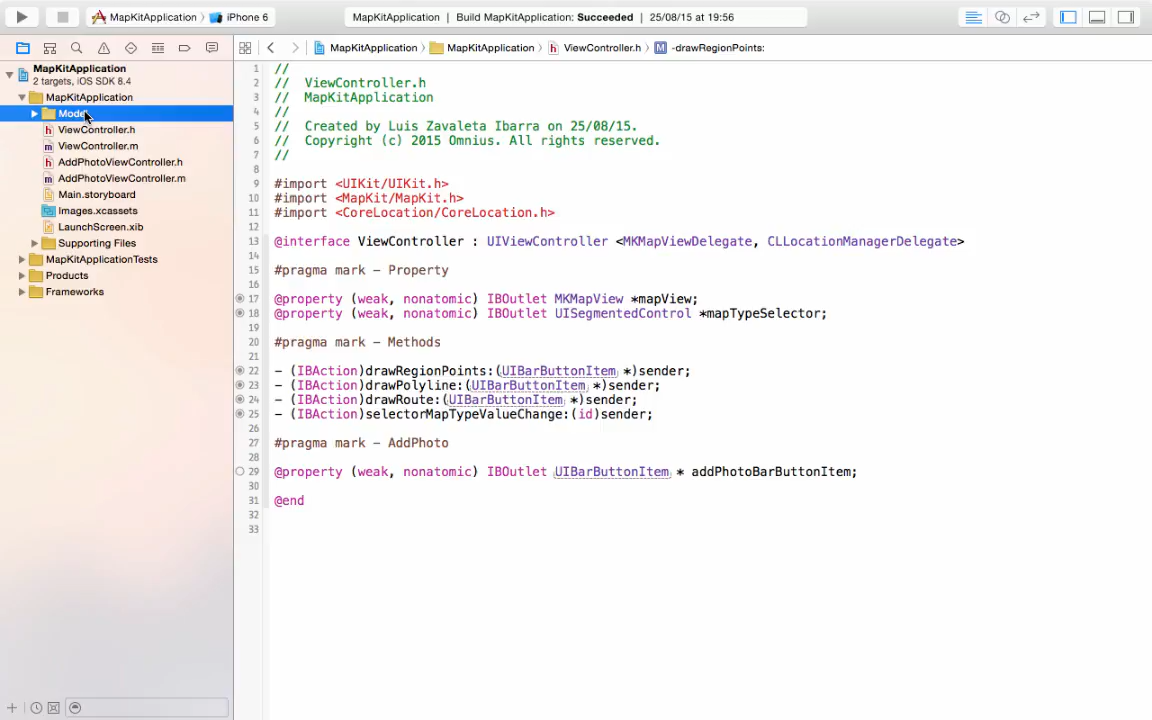 MapKitApplication iPhone 6
MapKitApplication | Build MapKitApplication: Succeeded | 25/08/15 at 19:56
MapKitApplication MapKitApplication ViewController.h M -drawRegionPoints:
MapKitApplication
2 targets, iOS SDK 8.4
MapKitApplication
ViewController.h
ViewController.m
AddPhotoViewController.h
AddPhotoViewController.m
Main.storyboard
Images.xcassets
LaunchScreen.xib
Supporting Files
MapKitApplicationTests
Products
Frameworks
1 //
2 // ViewController.h
3 // MapKitApplication
4 //
5 // Created by Luis Zavaleta Ibarra on 25/08/15.
6 // Copyright (c) 2015 Omnius. All rights reserved.
7 //
8
9 #import <UIKit/UIKit.h>
10 #import <MapKit/MapKit.h>
11 #import <CoreLocation/CoreLocation.h>
12
13 @interface ViewController : UIViewController <MKMapViewDelegate, CLLocationManagerDelegate>
14
15 #pragma mark - Property
16
17 @property (weak, nonatomic) IBOutlet MKMapView *mapView;
18 @property (weak, nonatomic) IBOutlet UISegmentedControl *mapTypeSelector;
19
20 #pragma mark - Methods
21
22 - (IBAction)drawRegionPoints:(UIBarButtonItem *)sender;
23 - (IBAction)drawPolyline:(UIBarButtonItem *)sender;
24 - (IBAction)drawRoute:(UIBarButtonItem *)sender;
25 - (IBAction)selectorMapTypeValueChange:(id)sender;
26
27 #pragma mark - AddPhoto
28
29 @property (weak, nonatomic) IBOutlet UIBarButtonItem * addPhotoBarButtonItem;
30
31 @end
32
33